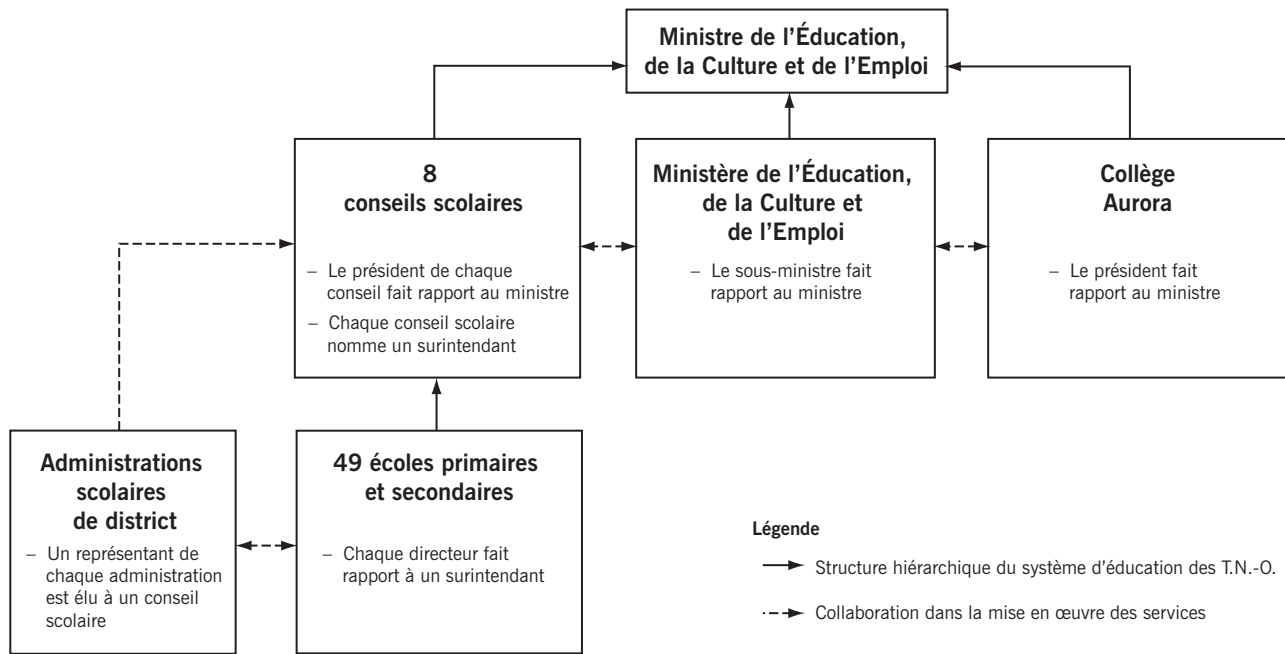 Ministre de l'Éducation,
de la Culture et de l'Emploi
8
conseils scolaires
– Le président de chaque
conseil fait rapport au ministre
– Chaque conseil scolaire
nomme un surintendant
Ministère de l'Éducation,
de la Culture et
de l'Emploi
– Le sous-ministre fait
rapport au ministre
Collège
Aurora
– Le président fait
rapport au ministre
Administrations
scolaires
de district
– Un représentant de
chaque administration
est élu à un conseil
scolaire
49 écoles primaires
et secondaires
– Chaque directeur fait
rapport à un surintendant
Légende
Structure hiérarchique du système d'éducation des T.N.-O.
Collaboration dans la mise en œuvre des services